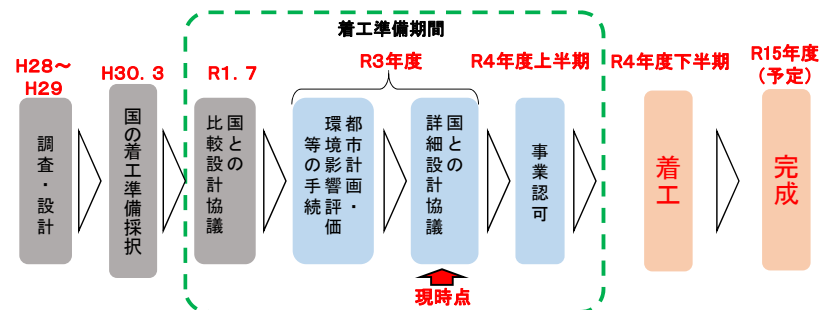 着工準備期間
H28～
H29
H30．3
R1．7
R3年度
R4年度上半期
R4年度下半期
R15年度
（予定）
調査・設計
国の着工準備採択
国との
比較設計協議
都市計画・
環境影響評価
等の手続
国との
詳細設計協議
事業認可
着工
完成
現時点